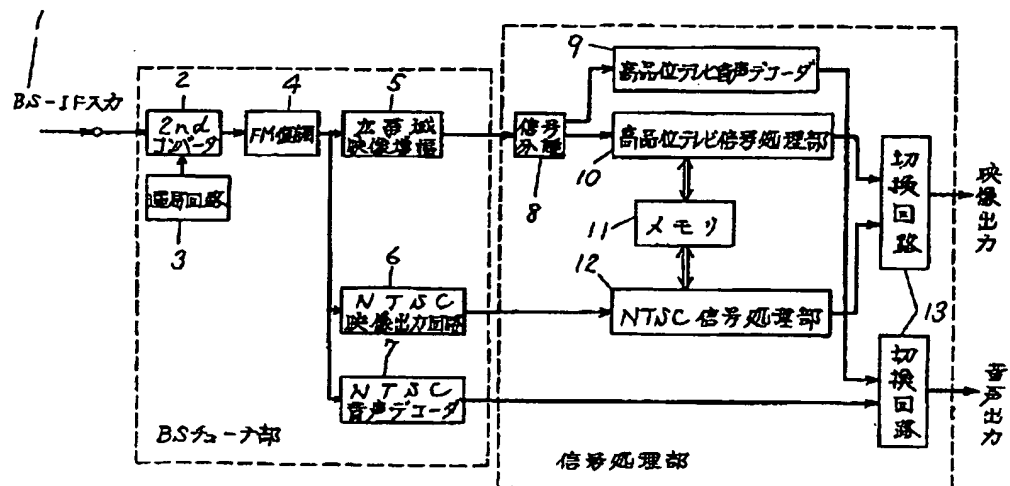 1
BS-IF入力
2
2nd
コンバータ
選局回路
3
4
FM復調
5
広帯域
映像増幅
6
NTSC
映像出力回路
7
NTSC
音声デコーダ
BSチューナ部
信号
分離
8
9
高品位テレビ音声デコーダ
高品位テレビ信号処理部
10
11
メモリ
12
NTSC信号処理部
切換回路
映像出力
13
切換回路
音声出力
信号処理部